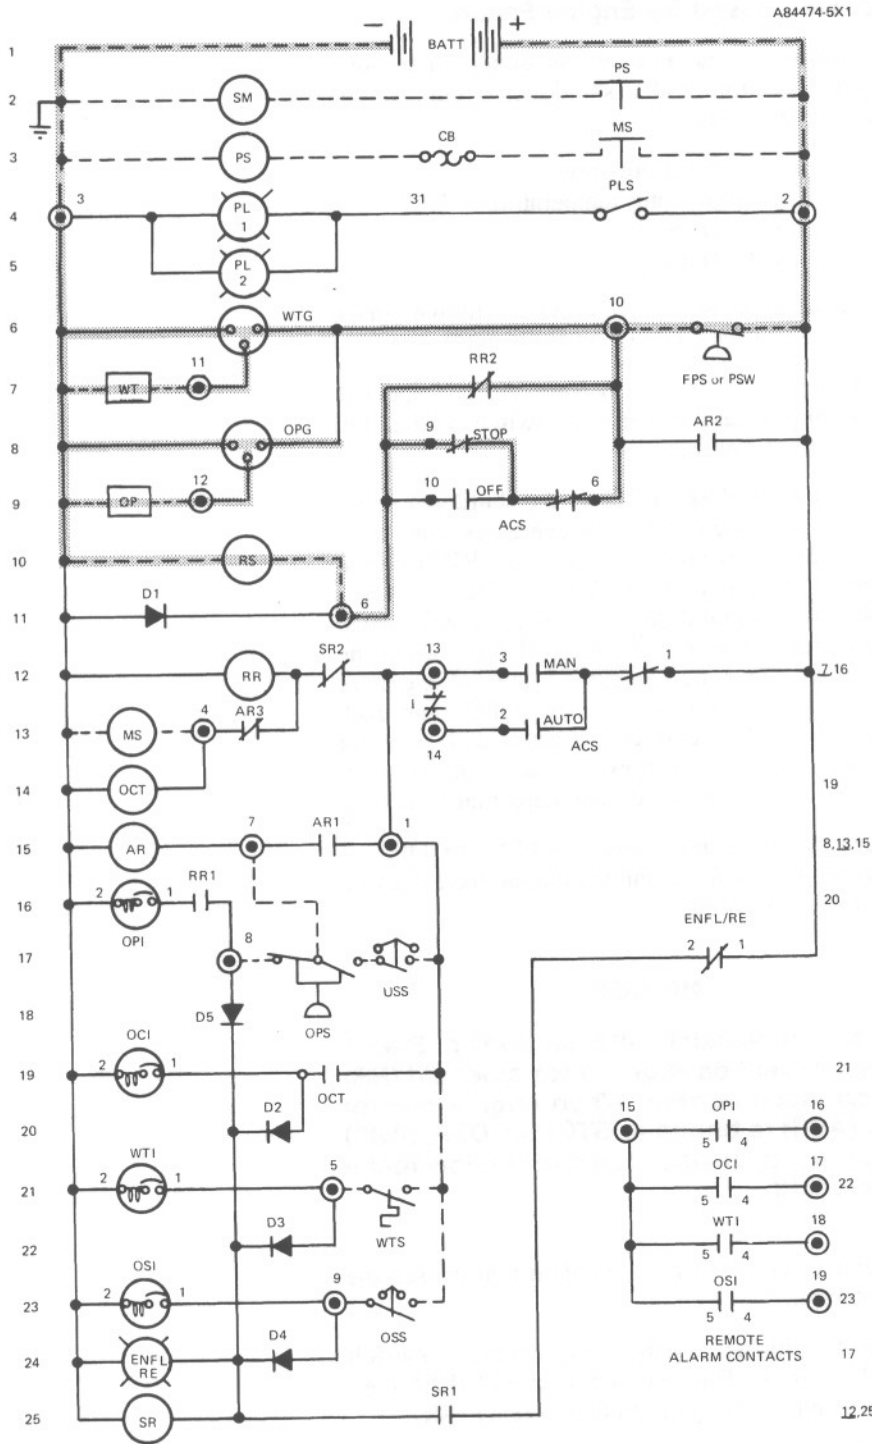 A84474-5X1
1 − BATT +
2 SM PS
3 PS CB MS
3 PL 1 31 PLS 2
4
5 PL 2
6 WTG 10 FPS or PSW
7 WT 11 RR2
8 OPG 9 STOP AR2
9 OP 12 10 OFF ACS 6
10 RS
11 D1 6
12 RR SR2 13 3 MAN 1 7,16
13 MS 4 AR3 I 14 2 AUTO ACS
14 OCT 19
15 AR 7 AR1 1 8,13,15
16 2 1 OPI RR1 20
17 8 OPS USS ENFL/RE 2 1
18 D5
19 OCI 2 1 OCT 21
20 D2
21 WTI 2 1 5 WTS
22 D3
23 OSI 2 1 9 OSS
24 ENFL RE D4 17
25 SR SR1 12,25
15 OPI 5 4 16
OCI 5 4 17 22
WTI 5 4 18
OSI 5 4 19 23
REMOTE
ALARM CONTACTS